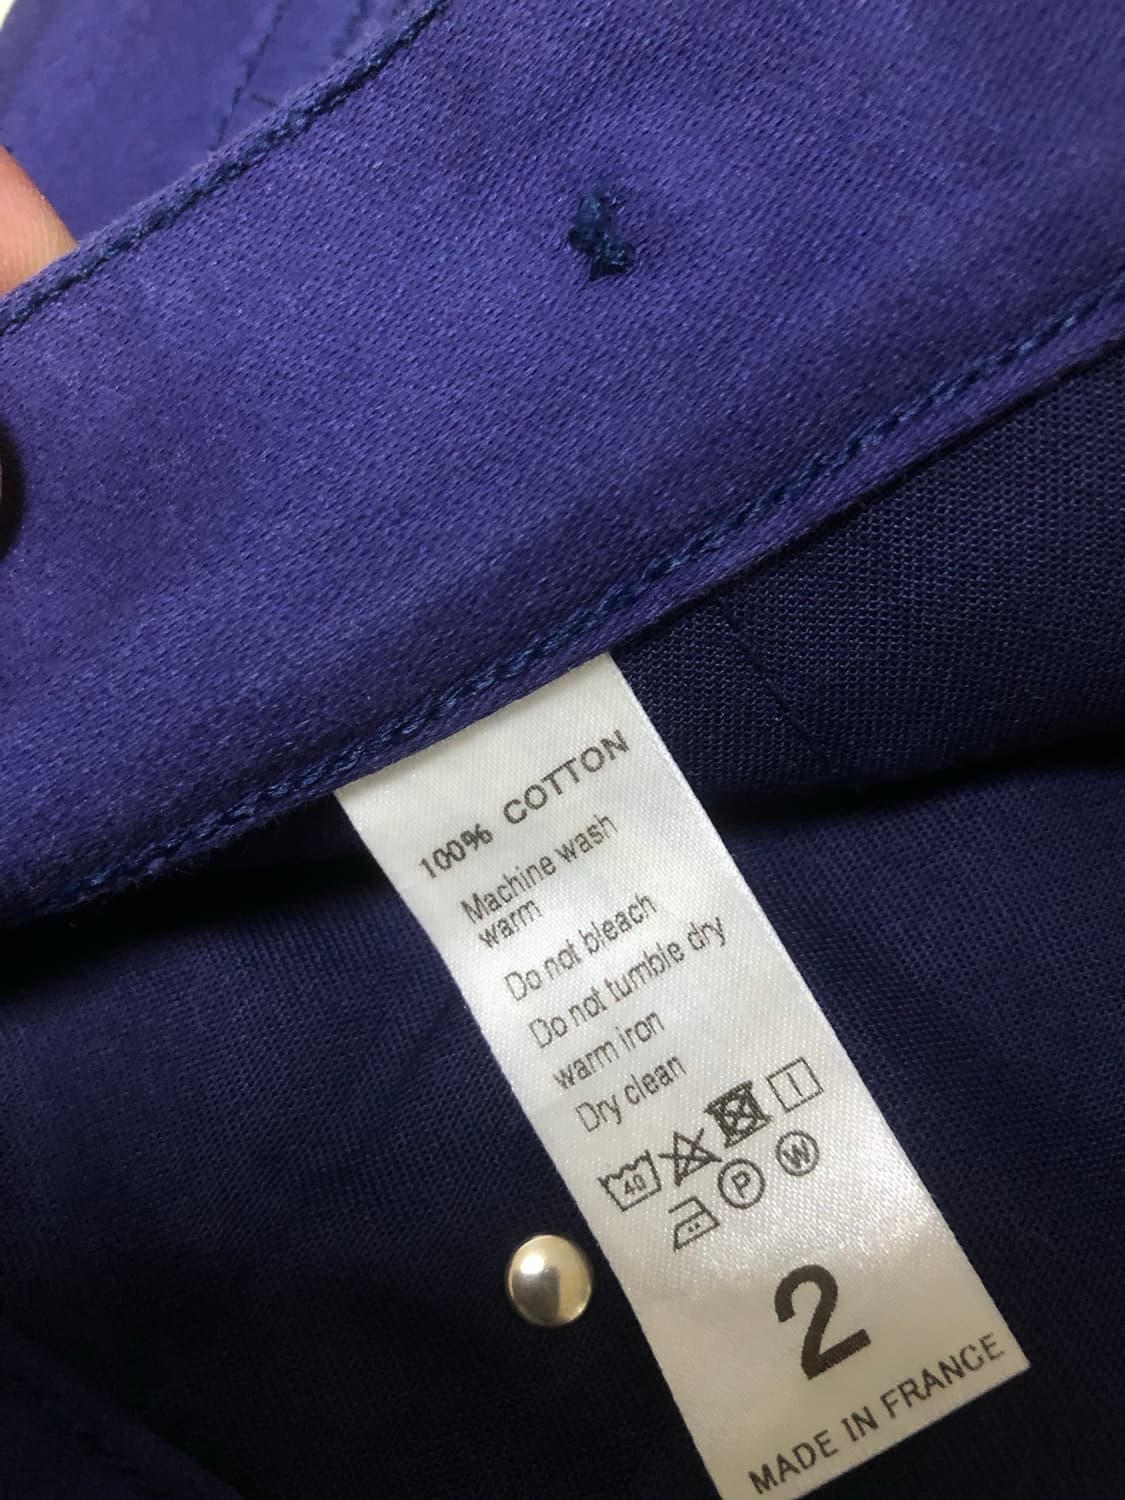 100% COTTON
Machine wash
warm
Do not bleach
Do not tumble dry
warm iron
Dry clean
40
P W
2
MADE IN FRANCE